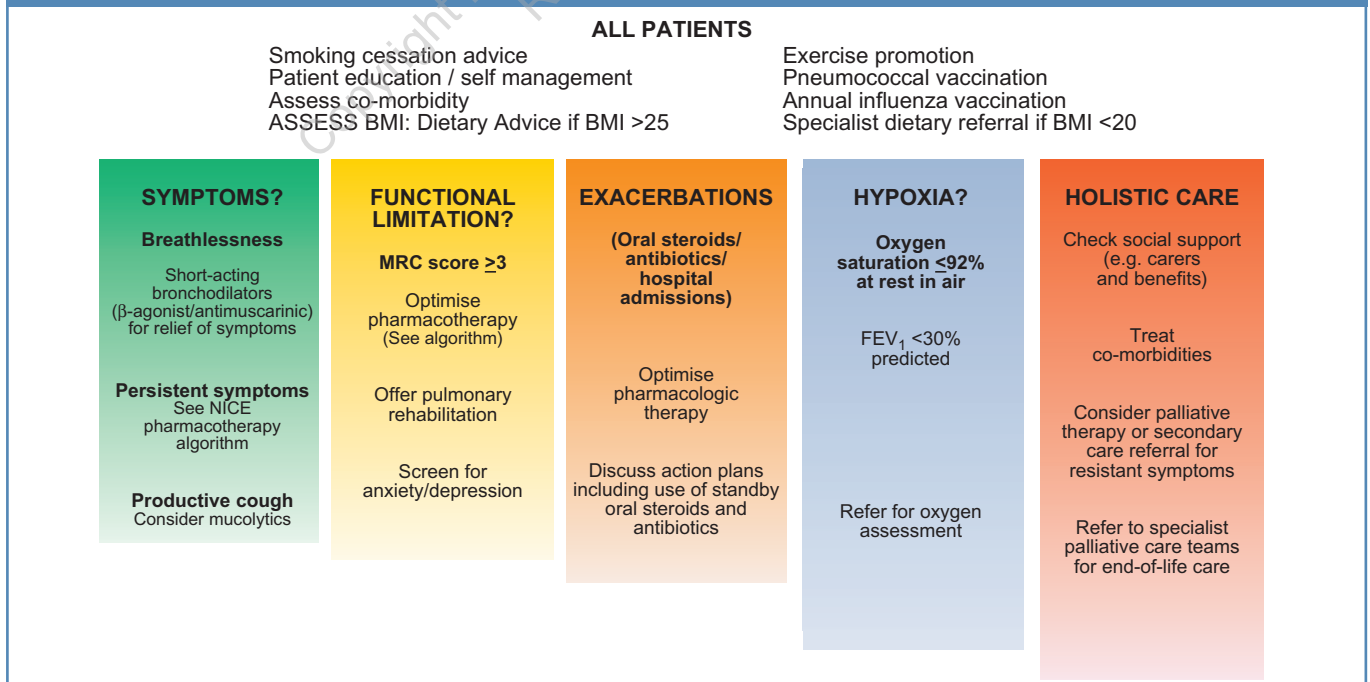 ALL PATIENTS
Smoking cessation advice
Patient education / self management
Assess co-morbidity
ASSESS BMI: Dietary Advice if BMI >25
Exercise promotion
Pneumococcal vaccination
Annual influenza vaccination
Specialist dietary referral if BMI <20
SYMPTOMS?
Breathlessness
Short-acting
bronchodilators
(β-agonist/antimuscarinic)
for relief of symptoms
Persistent symptoms
See NICE
pharmacotherapy
algorithm
Productive cough
Consider mucolytics
FUNCTIONAL
LIMITATION?
MRC score ≥3
Optimise
pharmacotherapy
(See algorithm)
Offer pulmonary
rehabilitation
Screen for
anxiety/depression
EXACERBATIONS
(Oral steroids/
antibiotics/
hospital
admissions)
Optimise
pharmacologic
therapy
Discuss action plans
including use of standby
oral steroids and
antibiotics
HYPOXIA?
Oxygen
saturation ≤92%
at rest in air
FEV₁ <30%
predicted
Refer for oxygen
assessment
HOLISTIC CARE
Check social support
(e.g. carers
and benefits)
Treat
co-morbidities
Consider palliative
therapy or secondary
care referral for
resistant symptoms
Refer to specialist
palliative care teams
for end-of-life care
Copyright